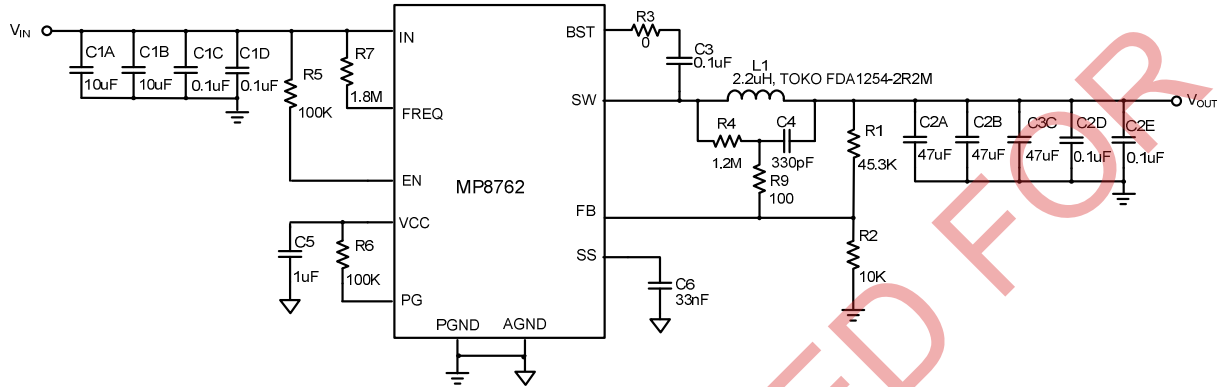 VIN
C1A
10uF
C1B
10uF
C1C
0.1uF
C1D
0.1uF
R5
100K
R7
1.8M
IN
FREQ
EN
VCC
PG
C5
1uF
R6
100K
MP8762
PGND
AGND
BST
SW
FB
SS
R3
0
C3
0.1uF
L1
2.2uH, TOKO FDA1254-2R2M
R4
1.2M
C4
330pF
R9
100
R1
45.3K
R2
10K
C6
33nF
C2A
47uF
C2B
47uF
C3C
47uF
C2D
0.1uF
C2E
0.1uF
VOUT
ED FOR